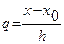 q = (x - x₀) / h